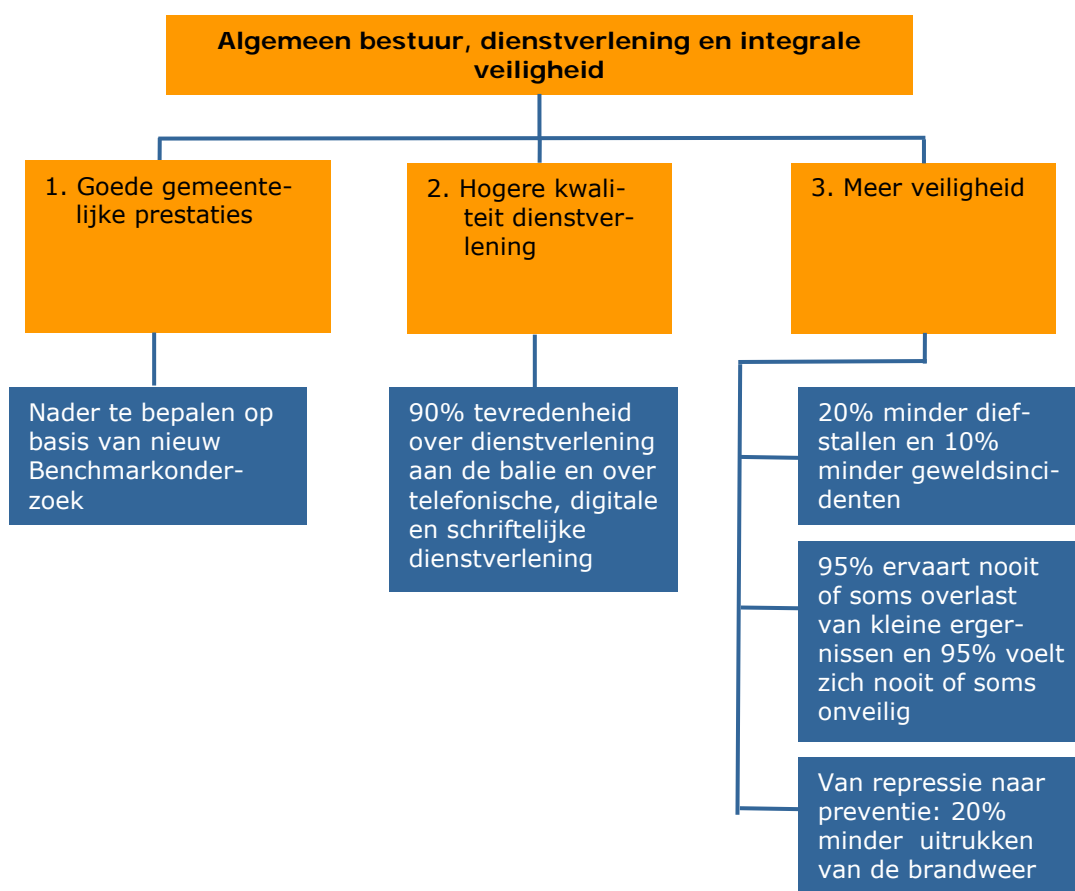 Algemeen bestuur, dienstverlening en integrale
veiligheid
1. Goede gemeente-
lijke prestaties
2. Hogere kwali-
teit dienstver-
lening
3. Meer veiligheid
Nader te bepalen op
basis van nieuw
Benchmarkonder-
zoek
90% tevredenheid
over dienstverlening
aan de balie en over
telefonische, digitale
en schriftelijke
dienstverlening
20% minder dief-
stallen en 10%
minder geweldsinci-
denten
95% ervaart nooit
of soms overlast
van kleine erger-
nissen en 95% voelt
zich nooit of soms
onveilig
Van repressie naar
preventie: 20%
minder uitrukken
van de brandweer